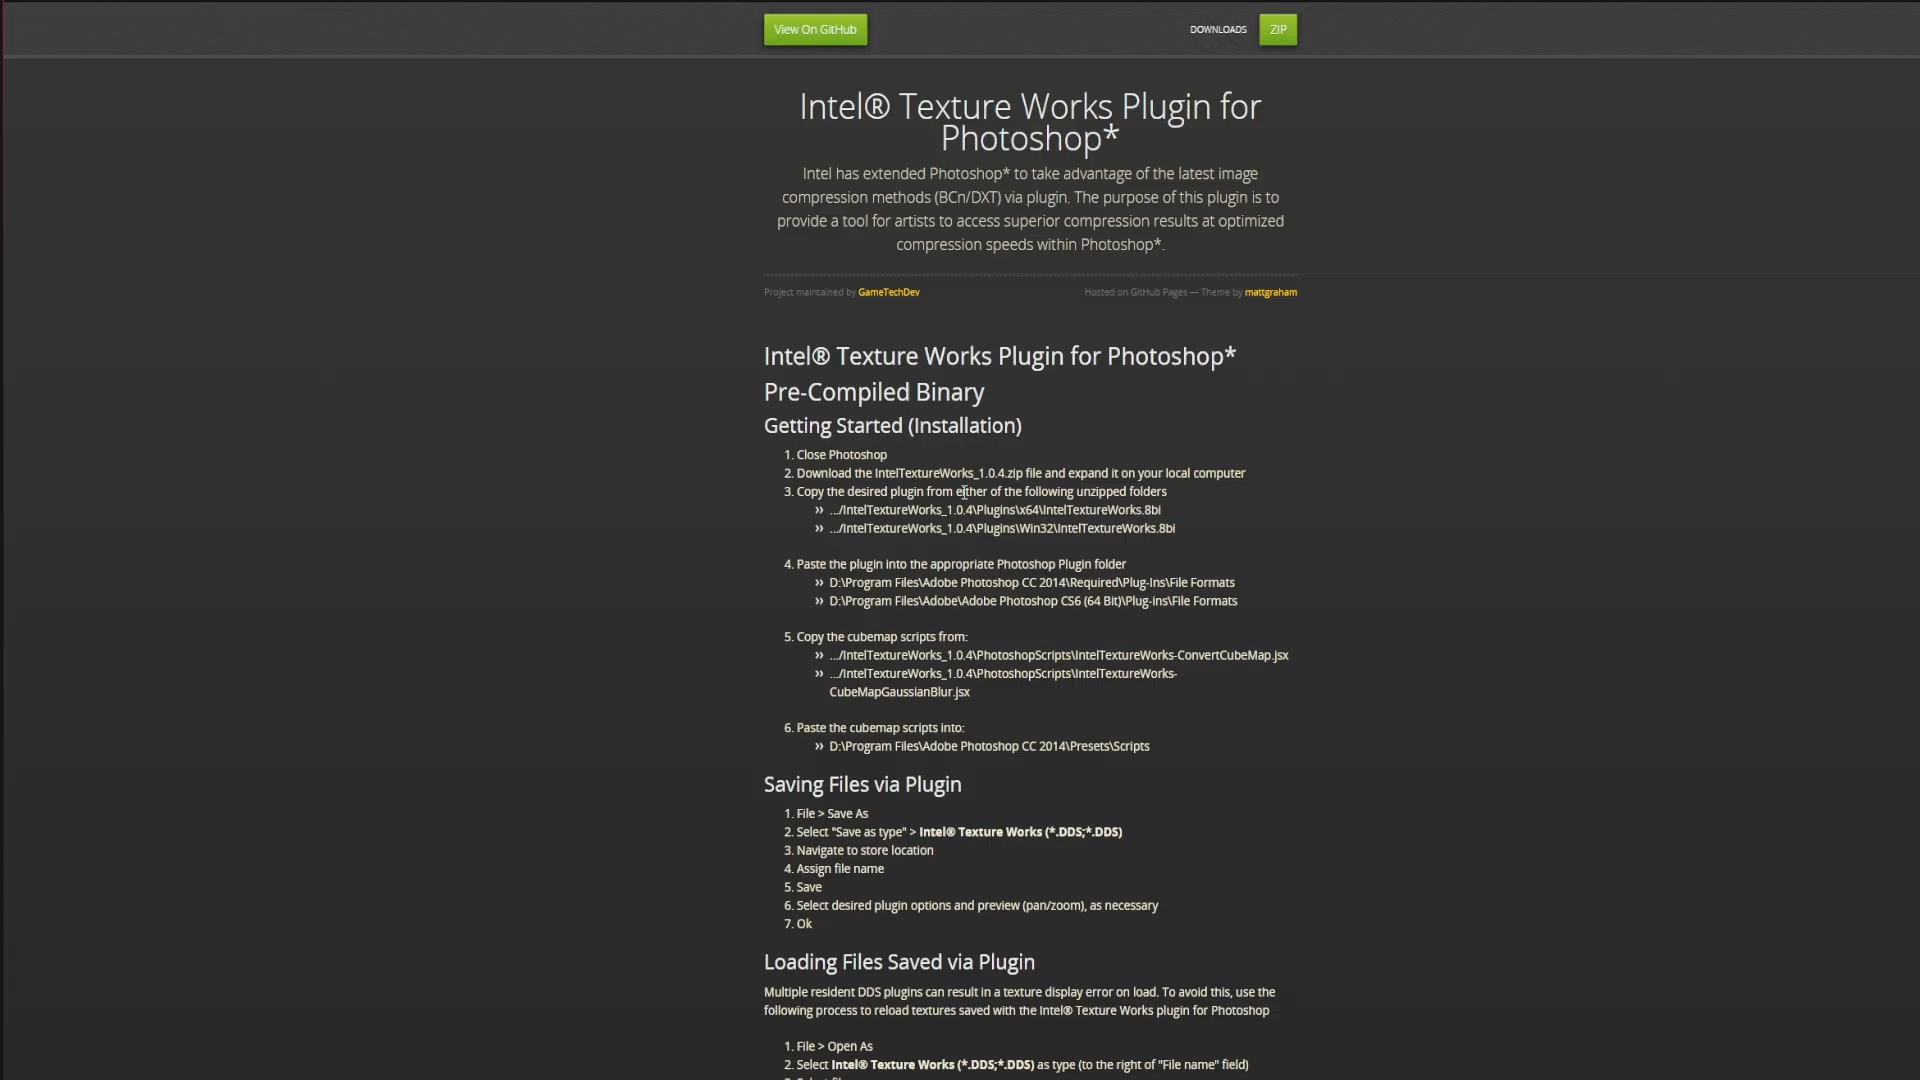 View On GitHub
DOWNLOADS
ZIP
Intel® Texture Works Plugin for
Photoshop*
Intel has extended Photoshop* to take advantage of the latest image
compression methods (BCn/DXT) via plugin. The purpose of this plugin is to
provide a tool for artists to access superior compression results at optimized
compression speeds within Photoshop*.
Project maintained by GameTechDev
Hosted on GitHub Pages — Theme by mattgraham
Intel® Texture Works Plugin for Photoshop*
Pre-Compiled Binary
Getting Started (Installation)
1. Close Photoshop
2. Download the IntelTextureWorks_1.0.4.zip file and expand it on your local computer
3. Copy the desired plugin from either of the following unzipped folders
» .../IntelTextureWorks_1.0.4\Plugins\x64\IntelTextureWorks.8bi
» .../IntelTextureWorks_1.0.4\Plugins\Win32\IntelTextureWorks.8bi
4. Paste the plugin into the appropriate Photoshop Plugin folder
» D:\Program Files\Adobe Photoshop CC 2014\Required\Plug-Ins\File Formats
» D:\Program Files\Adobe\Adobe Photoshop CS6 (64 Bit)\Plug-ins\File Formats
5. Copy the cubemap scripts from:
» .../IntelTextureWorks_1.0.4\PhotoshopScripts\IntelTextureWorks-ConvertCubeMap.jsx
» .../IntelTextureWorks_1.0.4\PhotoshopScripts\IntelTextureWorks-
CubeMapGaussianBlur.jsx
6. Paste the cubemap scripts into:
» D:\Program Files\Adobe Photoshop CC 2014\Presets\Scripts
Saving Files via Plugin
1. File > Save As
2. Select "Save as type" > Intel® Texture Works (*.DDS;*.DDS)
3. Navigate to store location
4. Assign file name
5. Save
6. Select desired plugin options and preview (pan/zoom), as necessary
7. Ok
Loading Files Saved via Plugin
Multiple resident DDS plugins can result in a texture display error on load. To avoid this, use the
following process to reload textures saved with the Intel® Texture Works plugin for Photoshop
1. File > Open As
2. Select Intel® Texture Works (*.DDS;*.DDS) as type (to the right of "File name" field)